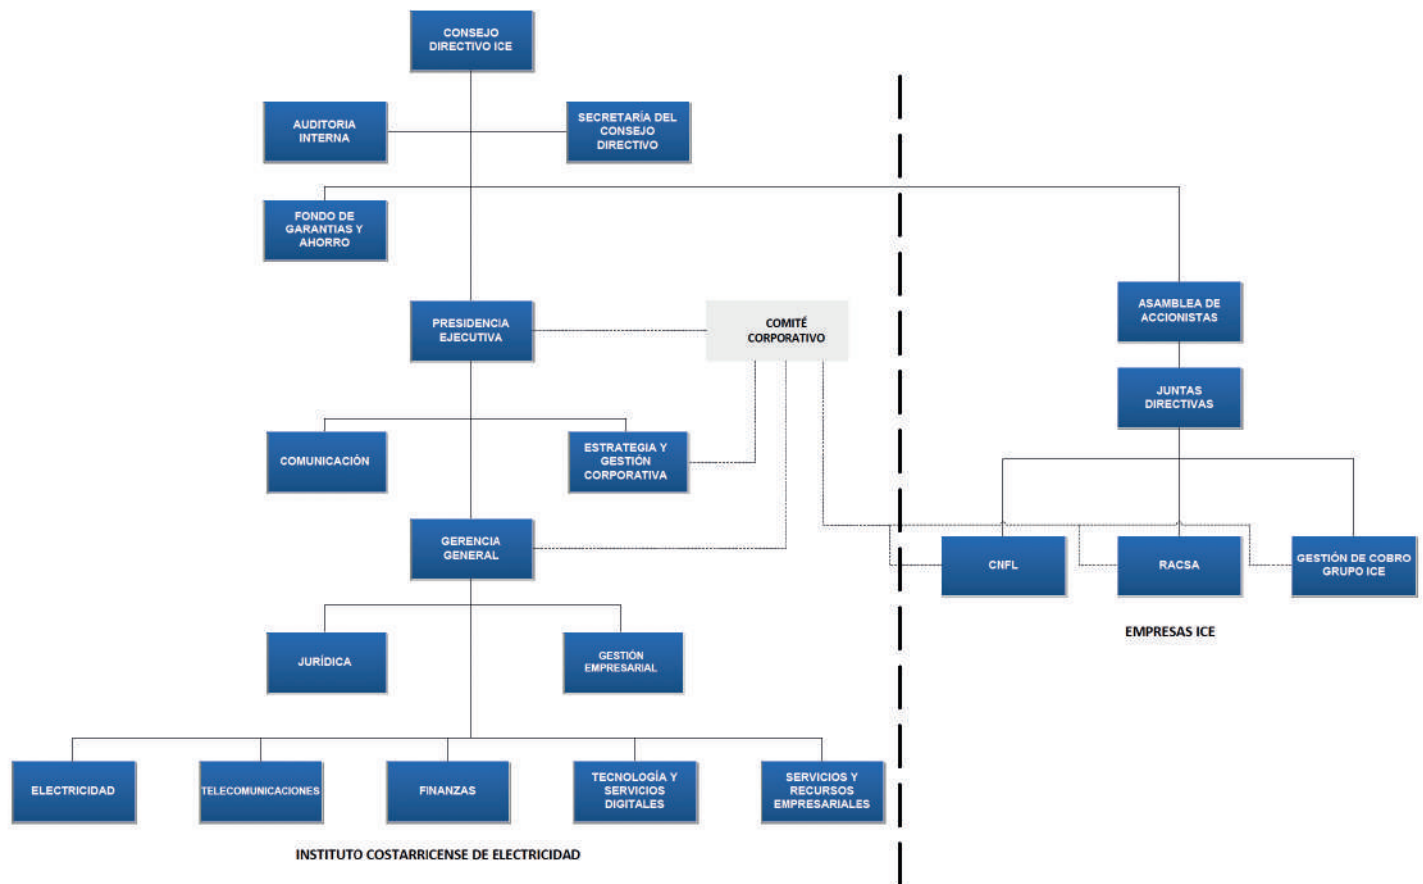 CONSEJO
DIRECTIVO ICE
AUDITORIA
INTERNA
SECRETARÍA DEL
CONSEJO
DIRECTIVO
FONDO DE
GARANTIAS Y
AHORRO
PRESIDENCIA
EJECUTIVA
COMITÉ
CORPORATIVO
ASAMBLEA DE
ACCIONISTAS
JUNTAS
DIRECTIVAS
COMUNICACIÓN
ESTRATEGIA Y
GESTIÓN
CORPORATIVA
GERENCIA
GENERAL
CNFL
RACSA
GESTIÓN DE COBRO
GRUPO ICE
EMPRESAS ICE
JURÍDICA
GESTIÓN
EMPRESARIAL
ELECTRICIDAD
TELECOMUNICACIONES
FINANZAS
TECNOLOGÍA Y
SERVICIOS
DIGITALES
SERVICIOS Y
RECURSOS
EMPRESARIALES
INSTITUTO COSTARRICENSE DE ELECTRICIDAD